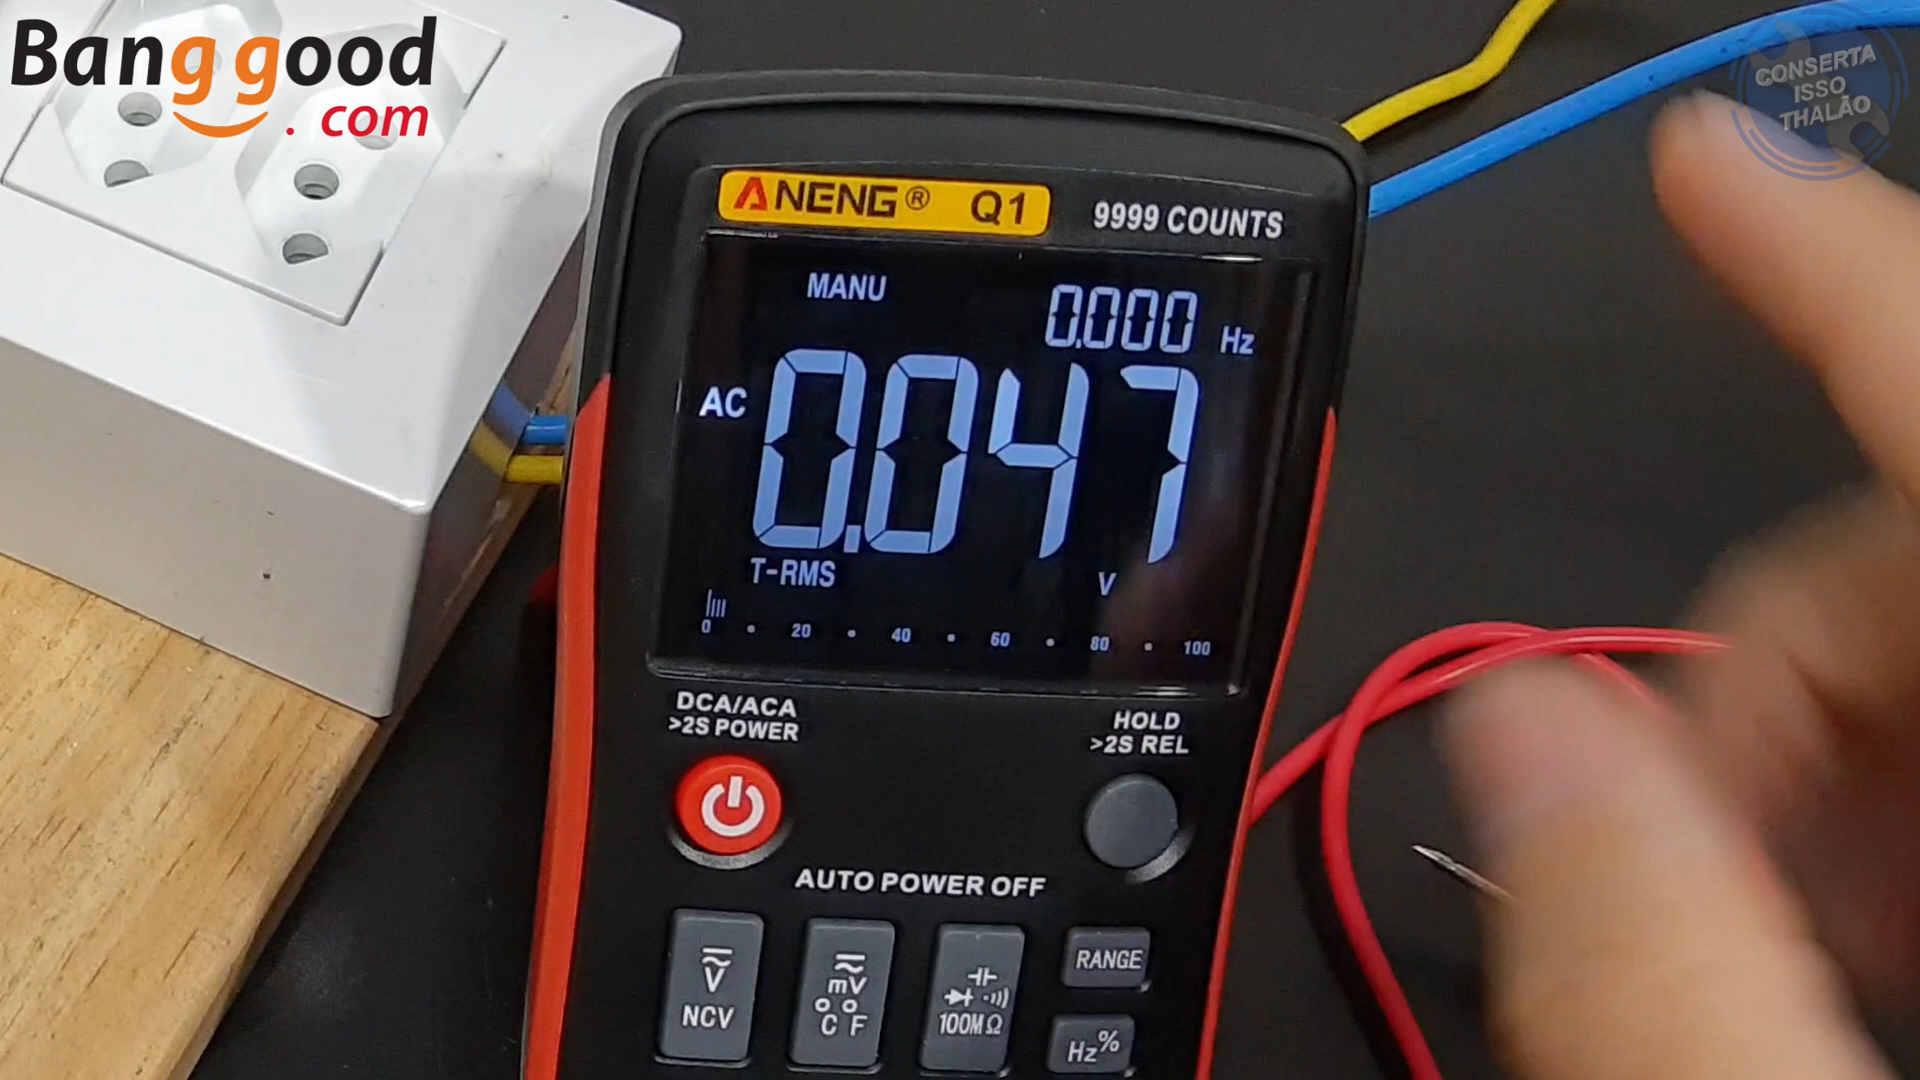 Banggood
.com
CONSERTA
ISSO
THALÃO
ANENG® Q1
9999 COUNTS
MANU
0.000 Hz
AC
0.047
T-RMS
V
0 20 40 60 80 100
DCA/ACA
>2S POWER
HOLD
>2S REL
AUTO POWER OFF
V
NCV
mV
°C °F
100MΩ
RANGE
Hz%